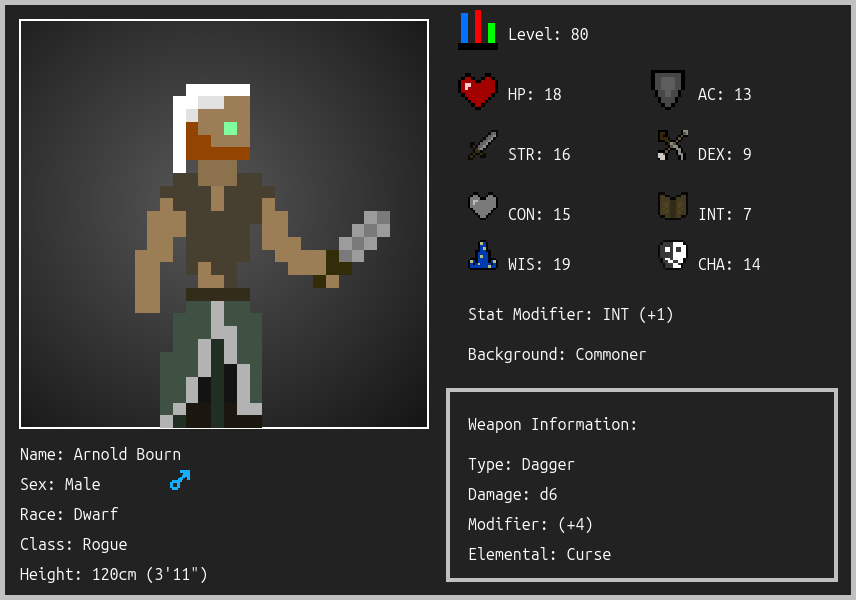 Level: 80
HP: 18
AC: 13
STR: 16
DEX: 9
CON: 15
INT: 7
WIS: 19
CHA: 14
Stat Modifier: INT (+1)
Background: Commoner
Weapon Information:
Type: Dagger
Damage: d6
Modifier: (+4)
Elemental: Curse
Name: Arnold Bourn
Sex: Male
Race: Dwarf
Class: Rogue
Height: 120cm (3'11")